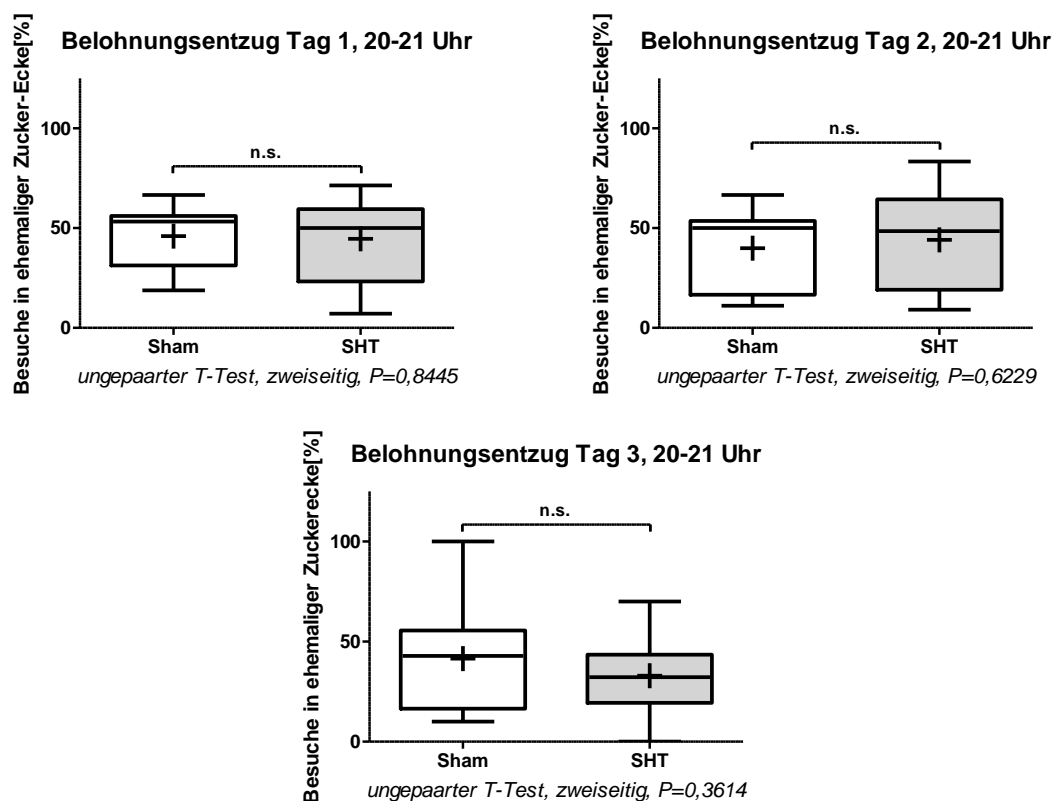 Belohnungsentzug Tag 1, 20-21 Uhr
Besuche in ehemaliger Zucker-Ecke[%]
100
50
0
n.s.
Sham SHT
ungepaarter T-Test, zweiseitig, P=0,8445
Belohnungsentzug Tag 2, 20-21 Uhr
Besuche in ehemaliger Zucker-Ecke[%]
100
50
0
n.s.
Sham SHT
ungepaarter T-Test, zweiseitig, P=0,6229
Belohnungsentzug Tag 3, 20-21 Uhr
Besuche in ehemaliger Zuckerecke[%]
100
50
0
n.s.
Sham SHT
ungepaarter T-Test, zweiseitig, P=0,3614